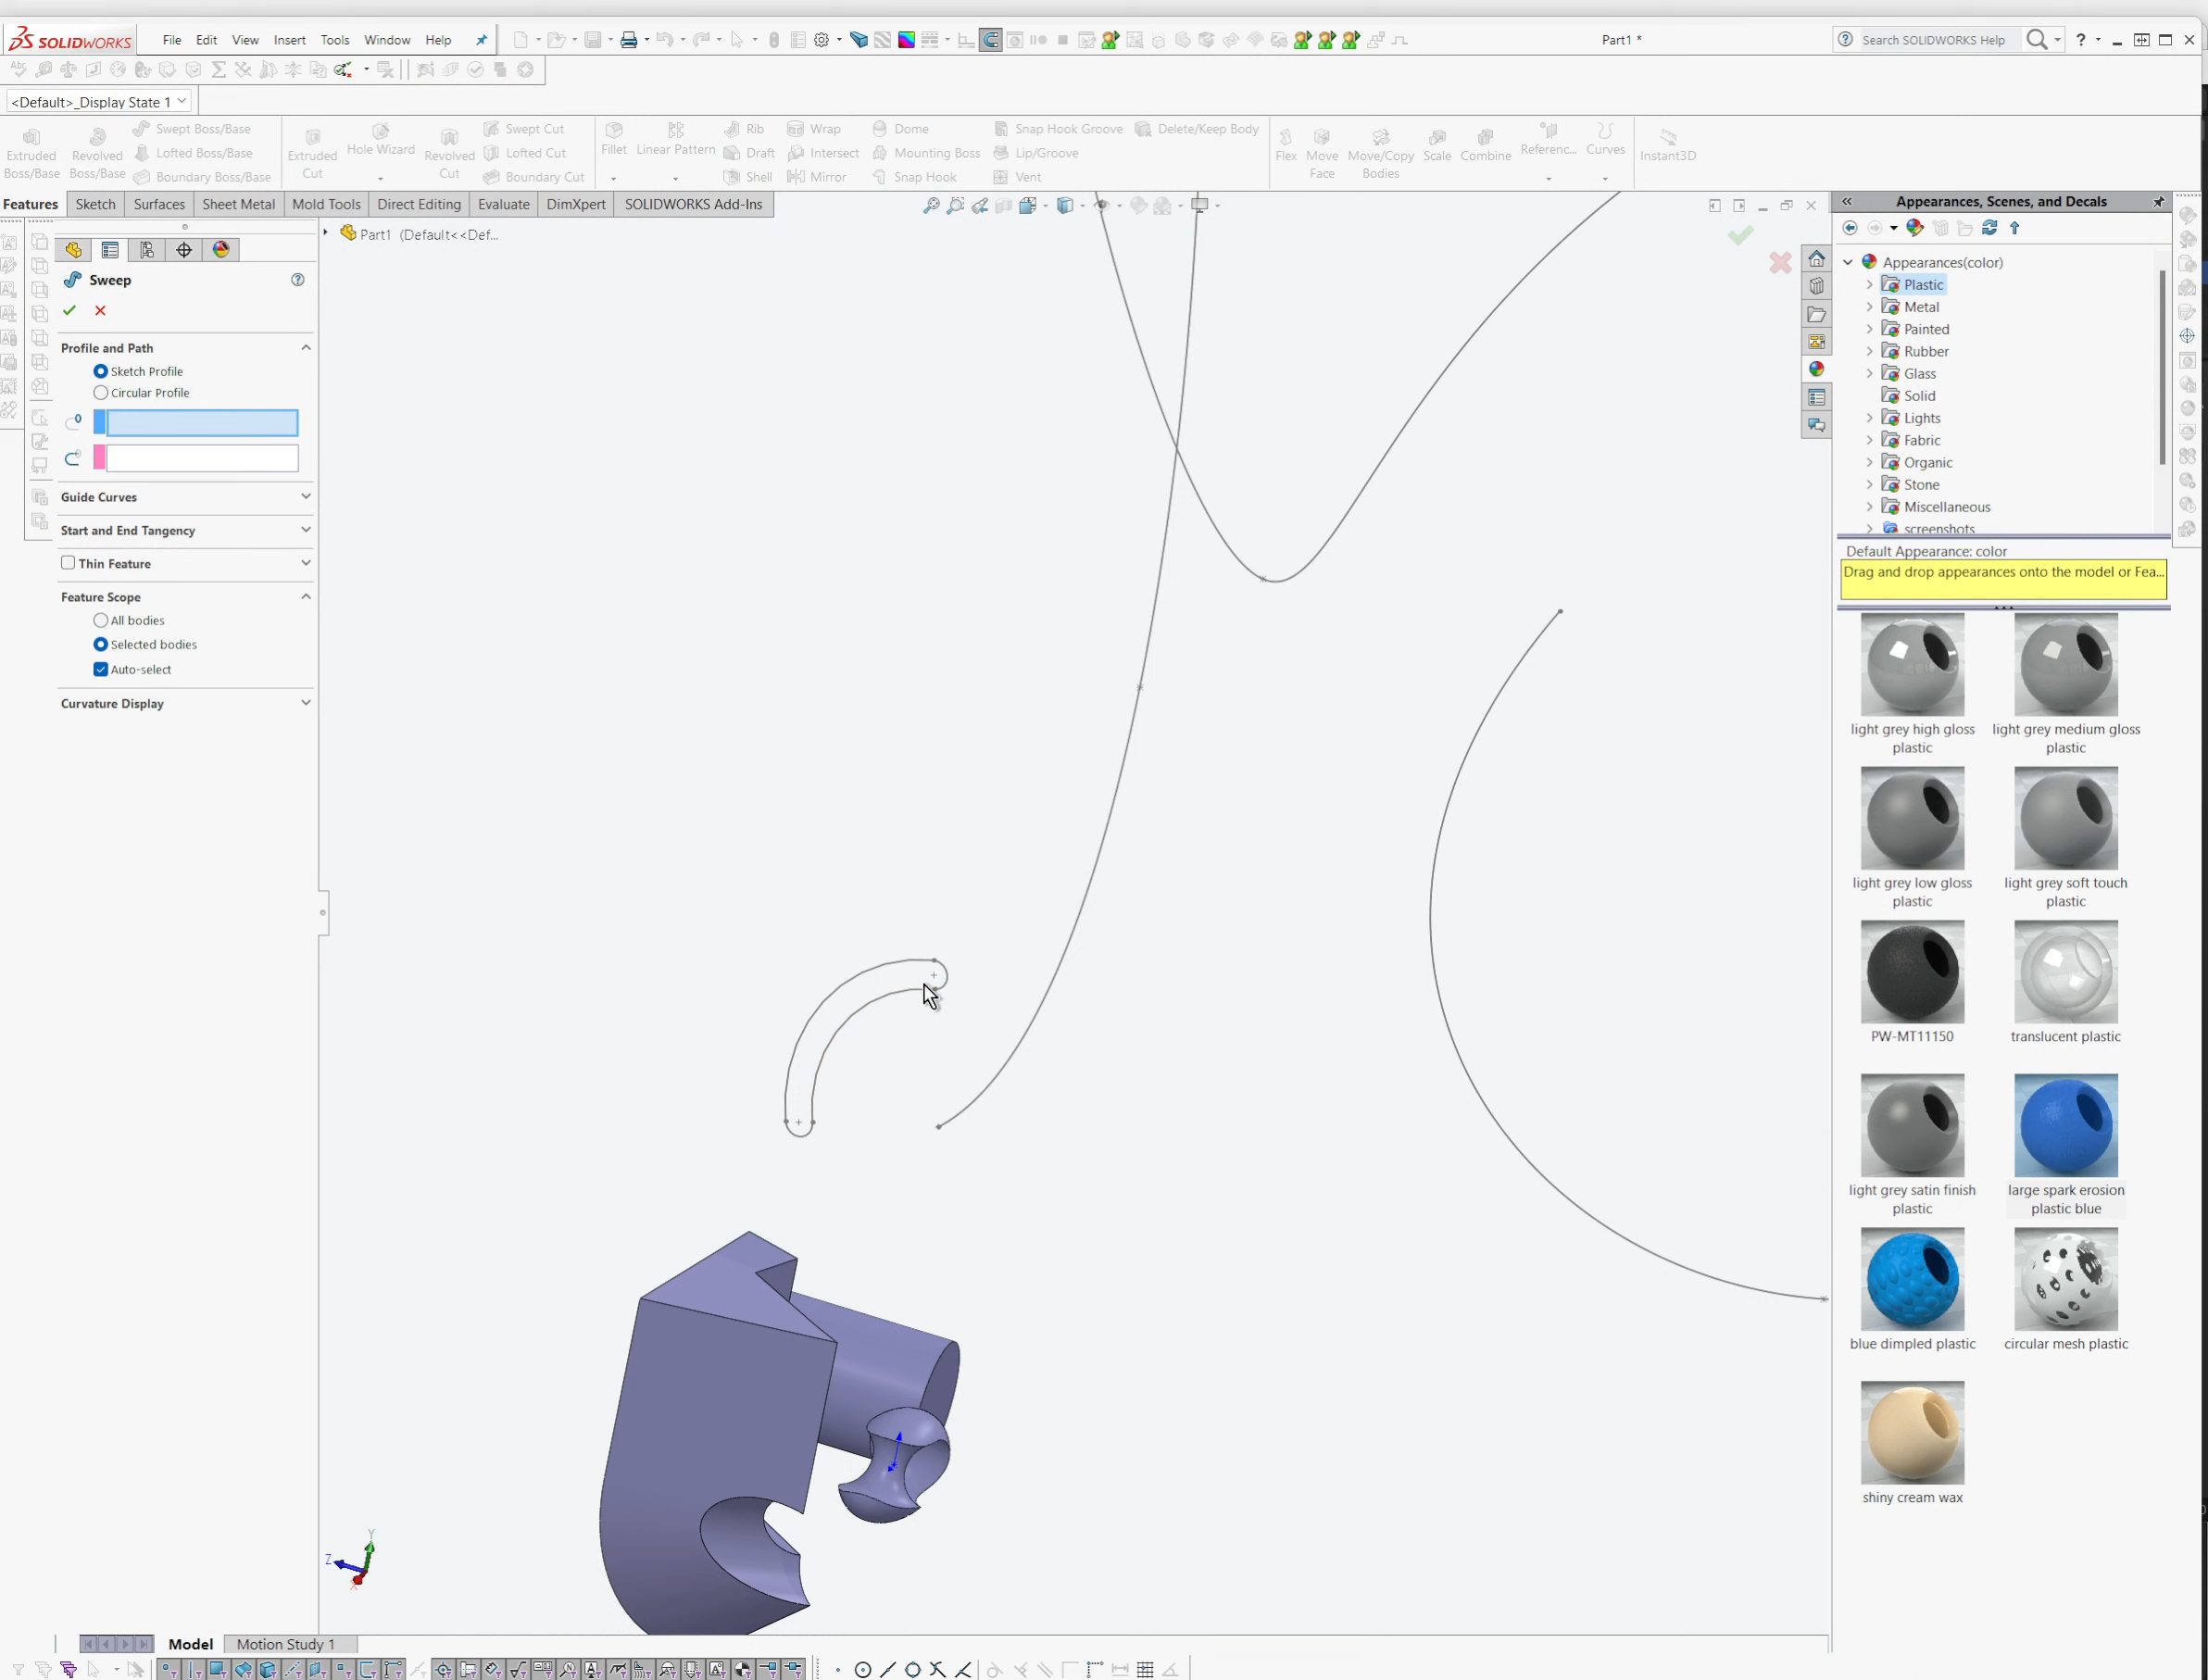 SOLIDWORKS File Edit View Insert Tools Window Help Part1 * Search SOLIDWORKS Help ?
<Default>_Display State 1
Extruded Boss/Base
Revolved Boss/Base
Swept Boss/Base
Lofted Boss/Base
Boundary Boss/Base
Extruded Cut
Hole Wizard
Revolved Cut
Swept Cut
Lofted Cut
Boundary Cut
Fillet
Linear Pattern
Rib
Draft
Shell
Wrap
Intersect
Mirror
Dome
Mounting Boss
Snap Hook
Snap Hook Groove
Lip/Groove
Vent
Delete/Keep Body
Flex
Move Face
Move/Copy Bodies
Scale
Combine
Referenc...
Curves
Instant3D
Features Sketch Surfaces Sheet Metal Mold Tools Direct Editing Evaluate DimXpert SOLIDWORKS Add-Ins
Part1 (Default<<Def...
Sweep
Profile and Path
Sketch Profile
Circular Profile
Guide Curves
Start and End Tangency
Thin Feature
Feature Scope
All bodies
Selected bodies
Auto-select
Curvature Display
Y
Z
X
Appearances, Scenes, and Decals
Appearances(color)
Plastic
Metal
Painted
Rubber
Glass
Solid
Lights
Fabric
Organic
Stone
Miscellaneous
screenshots
Default Appearance: color
Drag and drop appearances onto the model or Fea...
light grey high gloss plastic
light grey medium gloss plastic
light grey low gloss plastic
light grey soft touch plastic
PW-MT11150
translucent plastic
light grey satin finish plastic
large spark erosion plastic blue
blue dimpled plastic
circular mesh plastic
shiny cream wax
Model Motion Study 1